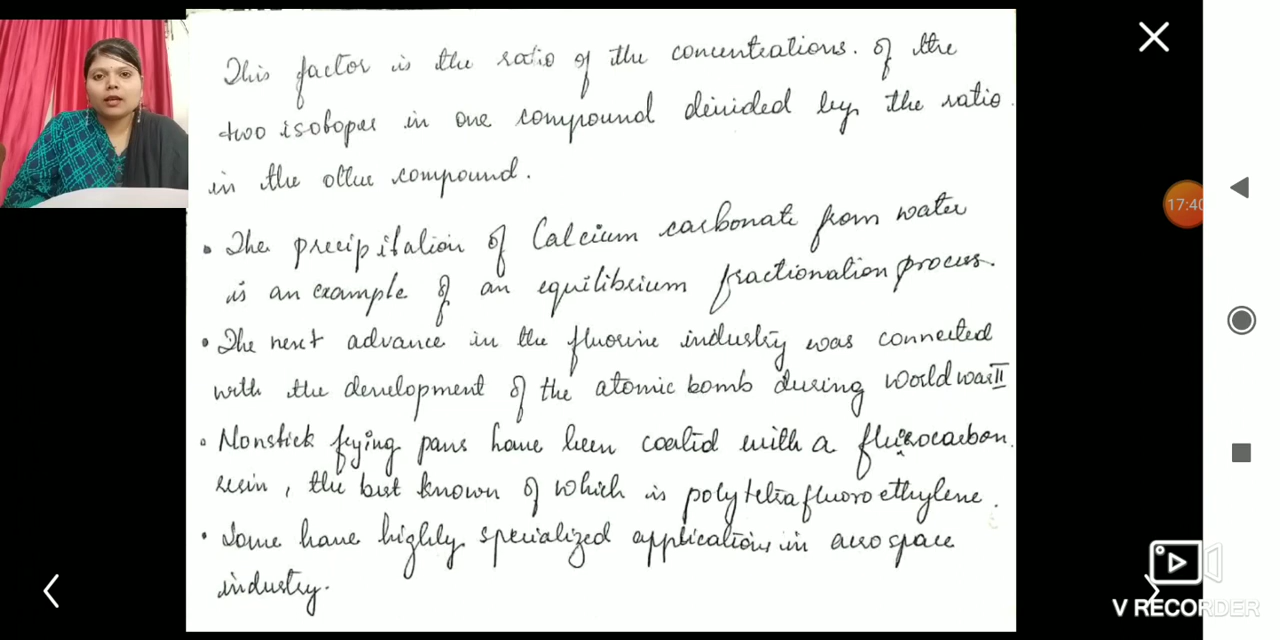 This factor is the ratio of the concentrations. of the
two isotopes in one compound devided by the ratio
in the other compound.
• The precipitation of Calcium carbonate from water
is an example of an equilibrium fractionation process.
• The next advance in the fluorine industry was connected
with the development of the atomic bomb during world war II
• Nonstick frying pans have been coated with a fluorocarbon
resin, the best known of which is polytetrafluoroethylene.
• Some have highly specialized applications in aerospace
industry.
17:40
V RECORDER